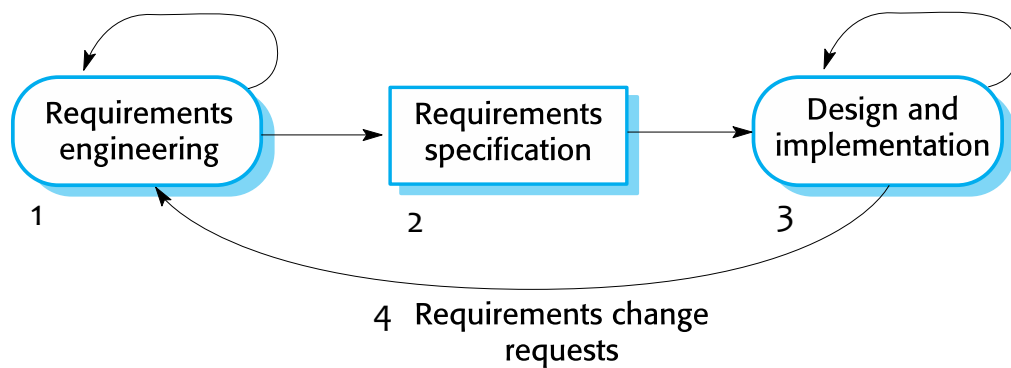 Requirements
engineering
1
Requirements
specification
2
Design and
implementation
3
4 Requirements change
requests